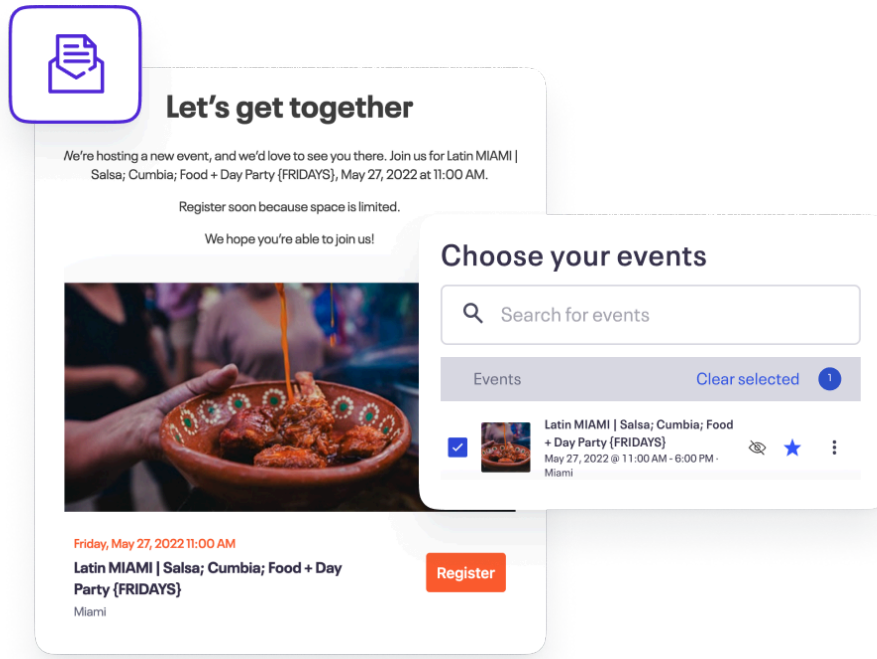 Let's get together
We're hosting a new event, and we'd love to see you there. Join us for Latin MIAMI |
Salsa; Cumbia; Food + Day Party {FRIDAYS}, May 27, 2022 at 11:00 AM.
Register soon because space is limited.
We hope you're able to join us!
Friday, May 27, 2022 11:00 AM
Latin MIAMI | Salsa; Cumbia; Food + Day
Party {FRIDAYS}
Miami
Register
Choose your events
Search for events
Events
Clear selected
1
Latin MIAMI | Salsa; Cumbia; Food
+ Day Party {FRIDAYS}
May 27, 2022 @ 11:00 AM - 6:00 PM ·
Miami